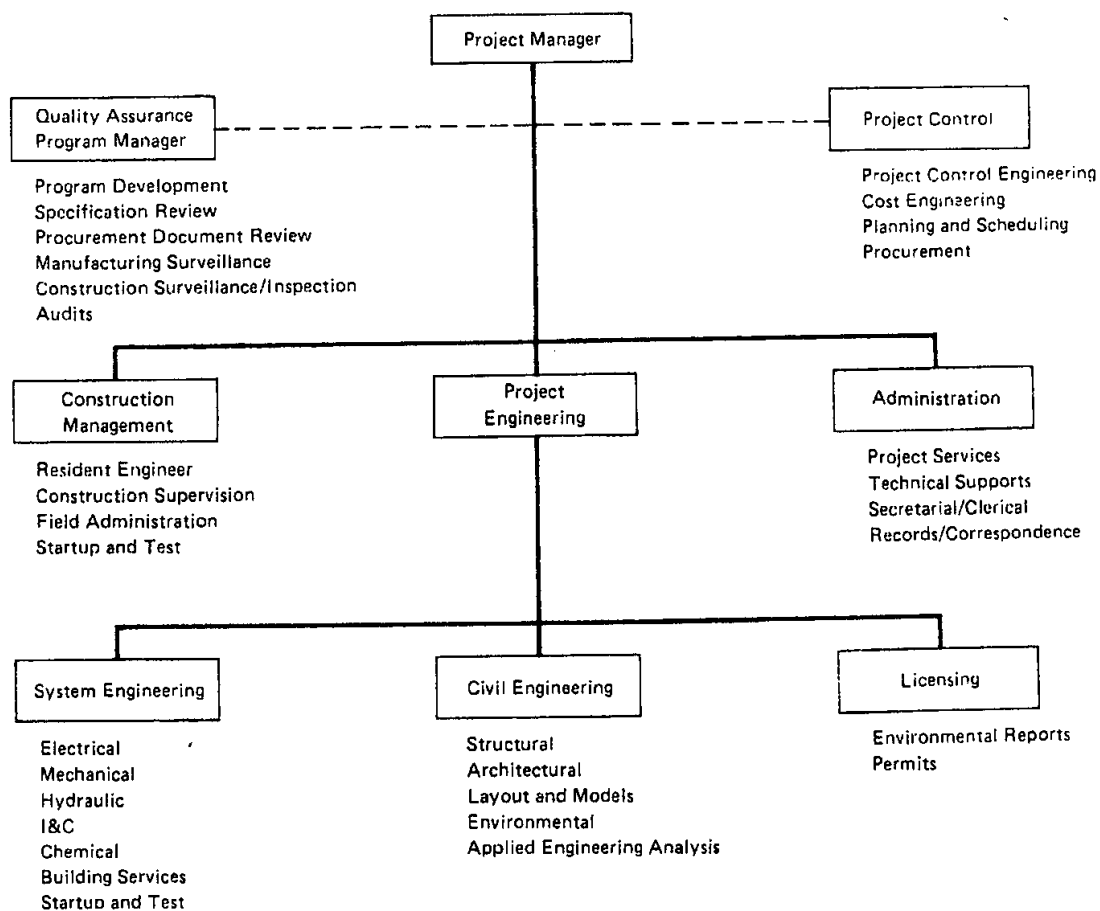 Project Manager
Quality Assurance
Program Manager
Program Development
Specification Review
Procurement Document Review
Manufacturing Surveillance
Construction Surveillance/Inspection
Audits
Project Control
Project Control Engineering
Cost Engineering
Planning and Scheduling
Procurement
Construction
Management
Resident Engineer
Construction Supervision
Field Administration
Startup and Test
Project
Engineering
Administration
Project Services
Technical Supports
Secretarial/Clerical
Records/Correspondence
System Engineering
Electrical
Mechanical
Hydraulic
I&C
Chemical
Building Services
Startup and Test
Civil Engineering
Structural
Architectural
Layout and Models
Environmental
Applied Engineering Analysis
Licensing
Environmental Reports
Permits